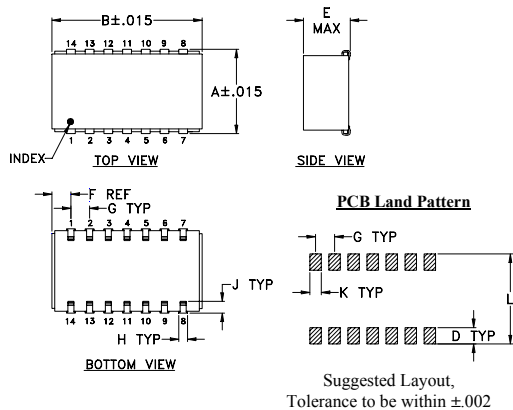 B±.015
E
MAX
14 13 12 11 10 9 8
A±.015
INDEX
1 2 3 4 5 6 7
TOP VIEW
SIDE VIEW
F REF
G TYP
1 2 3 4 5 6 7
J TYP
14 13 12 11 10 9 8
H TYP
BOTTOM VIEW
PCB Land Pattern
G TYP
K TYP
L
D TYP
Suggested Layout,
Tolerance to be within ±.002